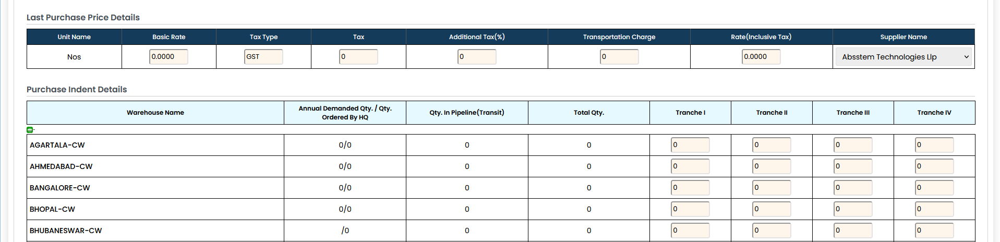 Last Purchase Price Details
Unit Name Basic Rate Tax Type Tax Additional Tax(%) Transportation Charge Rate(Inclusive Tax) Supplier Name
Nos 0.0000 GST 0 0 0 0.0000 Absstem Technologies Llp
Purchase Indent Details
Warehouse Name Annual Demanded Qty. / Qty. Ordered By HQ Qty. In Pipeline(Transit) Total Qty. Tranche I Tranche II Tranche III Tranche IV
-
AGARTALA-CW 0/0 0 0 0 0 0 0
AHMEDABAD-CW 0/0 0 0 0 0 0 0
BANGALORE-CW 0/0 0 0 0 0 0 0
BHOPAL-CW 0/0 0 0 0 0 0 0
BHUBANESWAR-CW /0 0 0 0 0 0 0